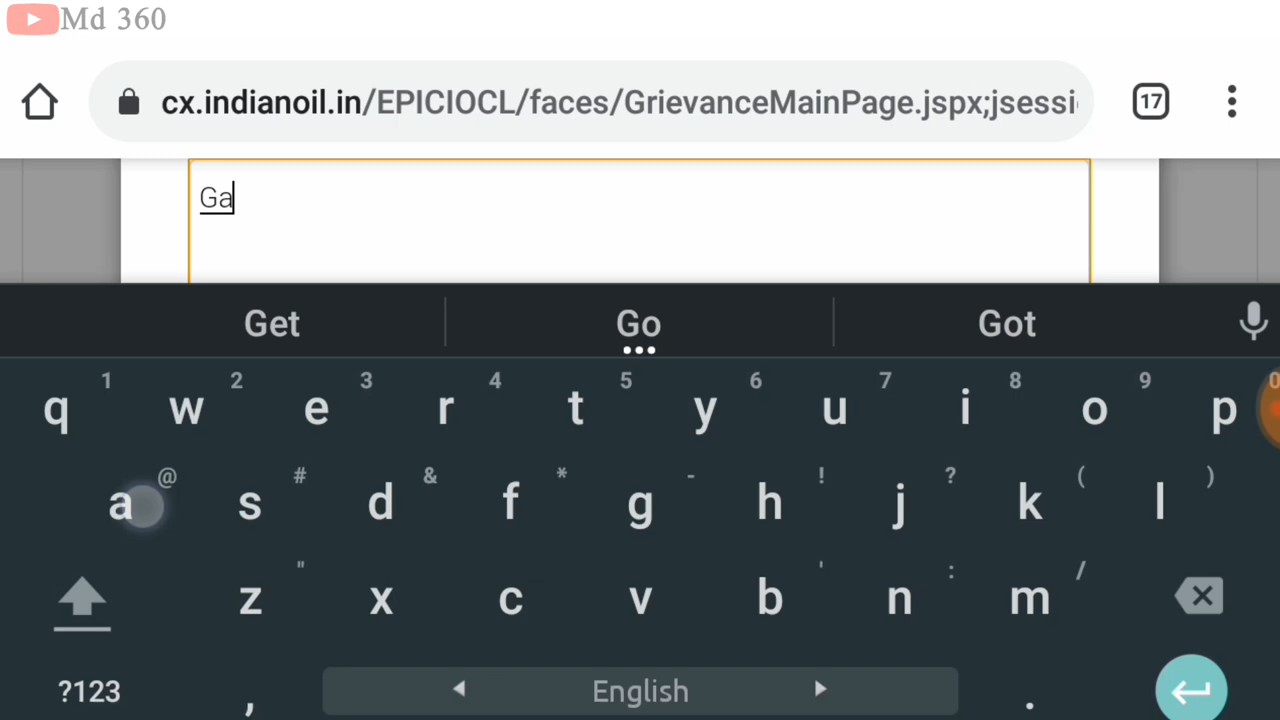 Md 360
cx.indianoil.in/EPICIOCL/faces/GrievanceMainPage.jspx;jsessi
17
Ga
Get Go Got
1 2 3 4 5 6 7 8 9 0
q w e r t y u i o p
@ # & * - ! ? ( )
a s d f g h j k l
" ' : /
z x c v b n m
?123 , English .